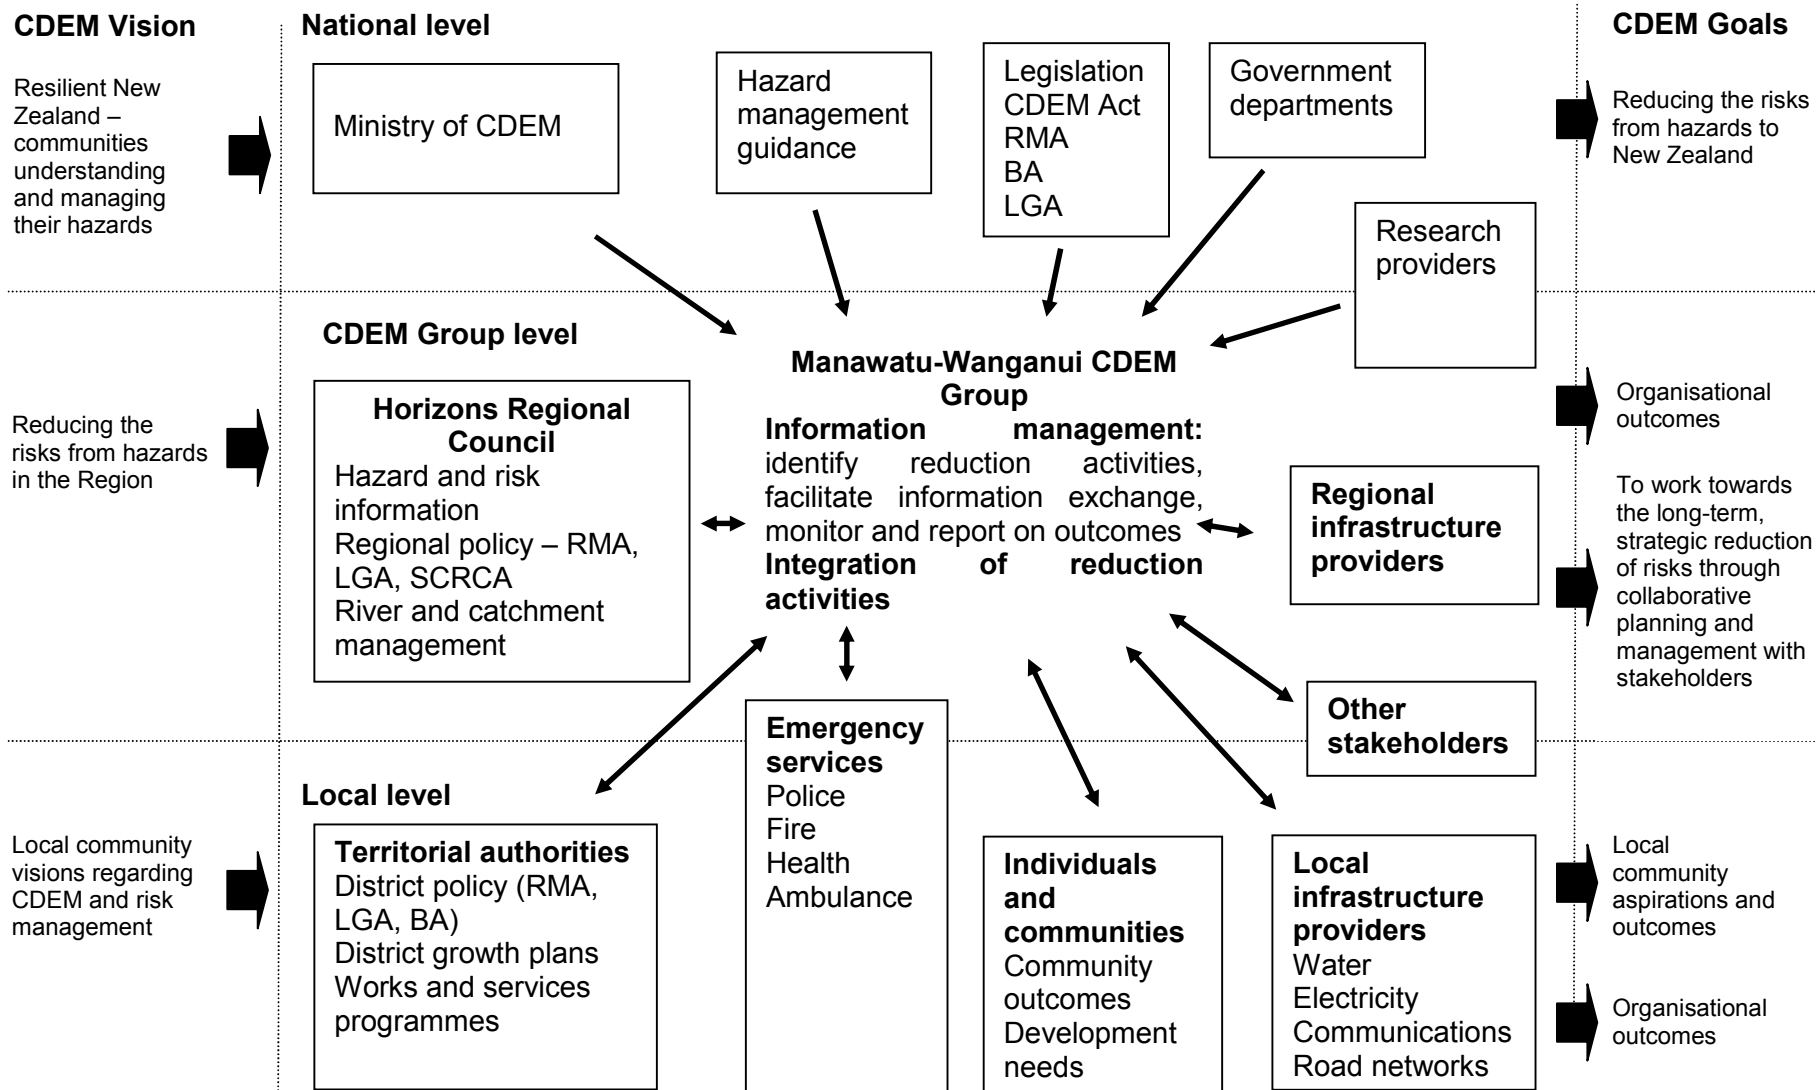 CDEM Vision
Resilient New
Zealand –
communities
understanding
and managing
their hazards
Reducing the
risks from hazards
in the Region
Local community
visions regarding
CDEM and risk
management
National level
Ministry of CDEM
Hazard
management
guidance
Legislation
CDEM Act
RMA
BA
LGA
Government
departments
Research
providers
CDEM Group level
Horizons Regional
Council
Hazard and risk
information
Regional policy – RMA,
LGA, SCRCA
River and catchment
management
Manawatu-Wanganui CDEM
Group
Information management:
identify reduction activities,
facilitate information exchange,
monitor and report on outcomes
Integration of reduction
activities
Regional
infrastructure
providers
Other
stakeholders
Local level
Territorial authorities
District policy (RMA,
LGA, BA)
District growth plans
Works and services
programmes
Emergency
services
Police
Fire
Health
Ambulance
Individuals
and
communities
Community
outcomes
Development
needs
Local
infrastructure
providers
Water
Electricity
Communications
Road networks
CDEM Goals
Reducing the risks
from hazards to
New Zealand
Organisational
outcomes
To work towards
the long-term,
strategic reduction
of risks through
collaborative
planning and
management with
stakeholders
Local
community
aspirations and
outcomes
Organisational
outcomes